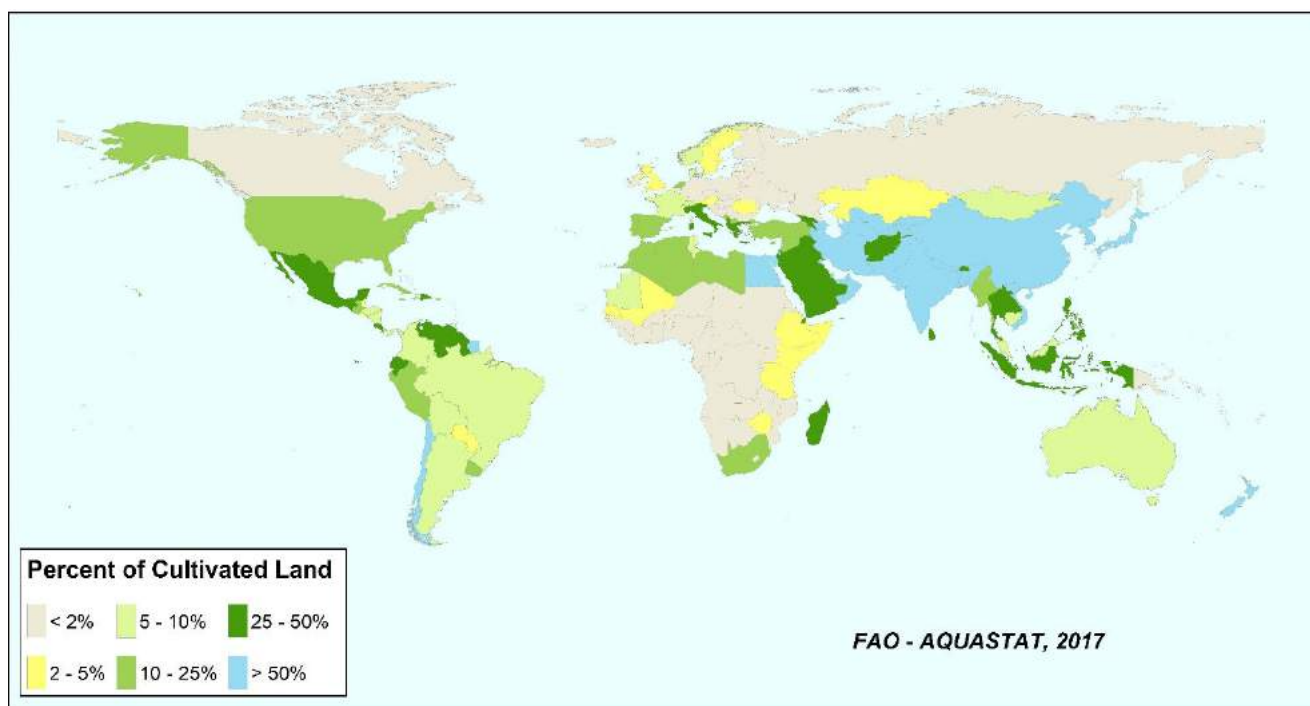 Percent of Cultivated Land
< 2%
5 - 10%
25 - 50%
2 - 5%
10 - 25%
> 50%
FAO - AQUASTAT, 2017